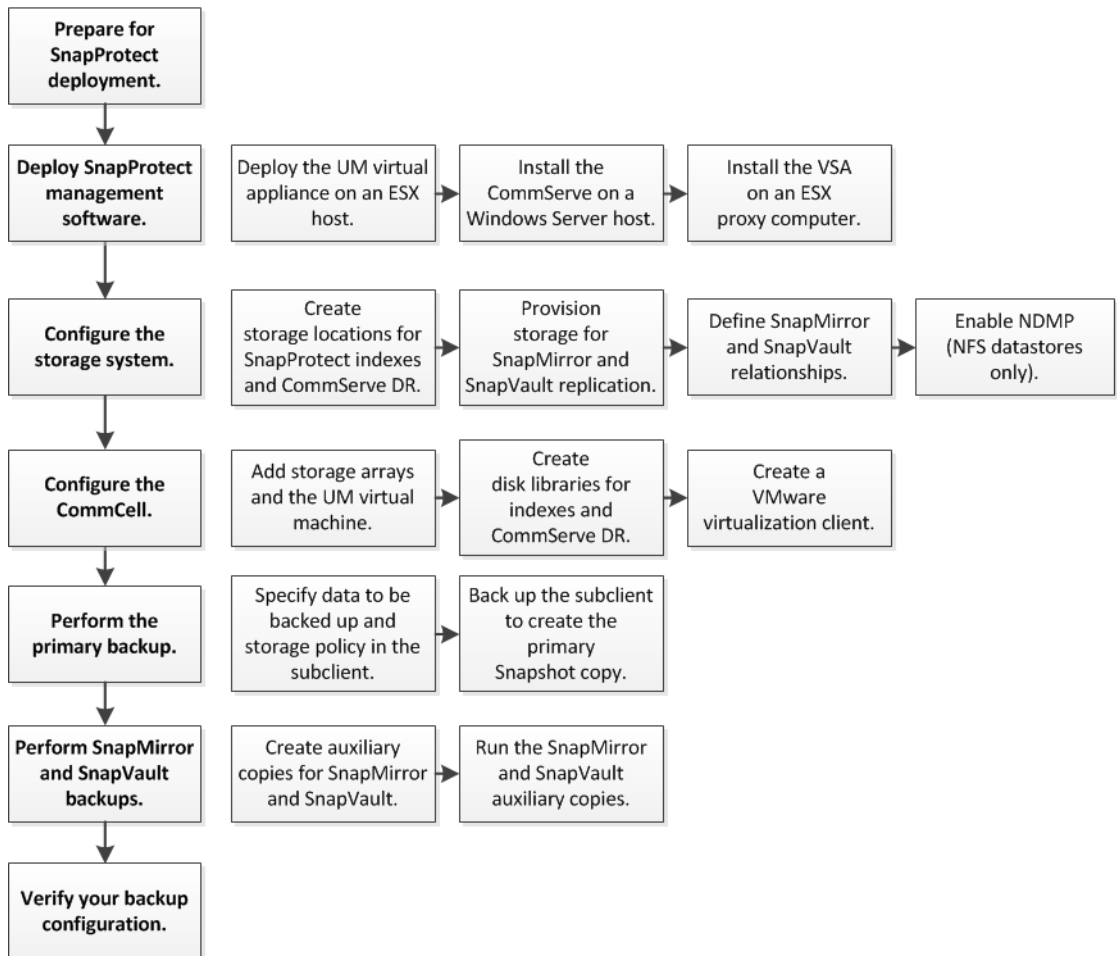 Prepare for
SnapProtect
deployment.
Deploy SnapProtect
management
software.
Deploy the UM virtual
appliance on an ESX
host.
Install the
CommServe on a
Windows Server host.
Install the VSA
on an ESX
proxy computer.
Configure the
storage system.
Create
storage locations for
SnapProtect indexes
and CommServe DR.
Provision
storage for
SnapMirror and
SnapVault replication.
Define SnapMirror
and SnapVault
relationships.
Enable NDMP
(NFS datastores
only).
Configure the
CommCell.
Add storage arrays
and the UM virtual
machine.
Create
disk libraries for
indexes and
CommServe DR.
Create a
VMware
virtualization client.
Perform the
primary backup.
Specify data to be
backed up and
storage policy in the
subclient.
Back up the subclient
to create the
primary
Snapshot copy.
Perform SnapMirror
and SnapVault
backups.
Create auxiliary
copies for SnapMirror
and SnapVault.
Run the SnapMirror
and SnapVault
auxiliary copies.
Verify your backup
configuration.